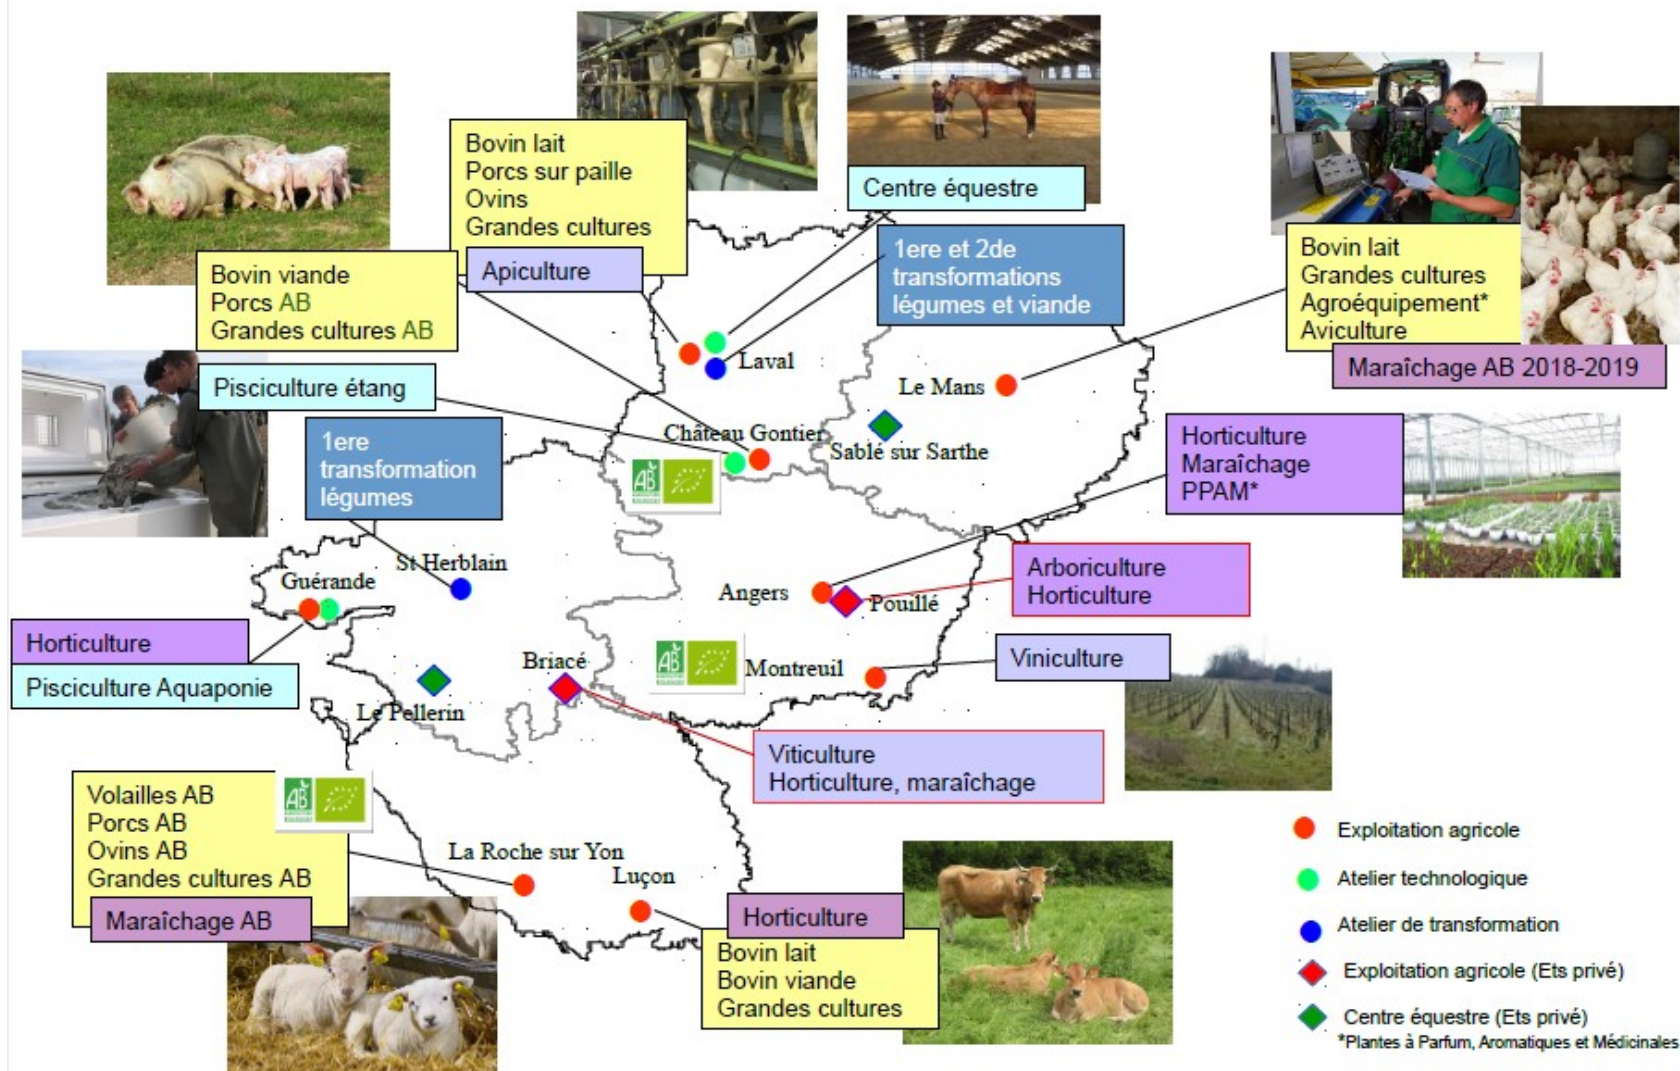 Bovin lait
Porcs sur paille
Ovins
Grandes cultures
Apiculture
Centre équestre
1ere et 2de
transformations
légumes et viande
Bovin lait
Grandes cultures
Agroéquipement*
Aviculture
Maraîchage AB 2018-2019
Bovin viande
Porcs AB
Grandes cultures AB
Pisciculture étang
1ere
transformation
légumes
Laval
Le Mans
Château Gontier
Sablé sur Sarthe
AB
Horticulture
Maraîchage
PPAM*
St Herblain
Guérande
Angers
Pouillé
Arboriculture
Horticulture
Horticulture
Pisciculture Aquaponie
Briacé
AB
Montreuil
Viniculture
Le Pellerin
Viticulture
Horticulture, maraîchage
AB
Volailles AB
Porcs AB
Ovins AB
Grandes cultures AB
Maraîchage AB
La Roche sur Yon
Luçon
Horticulture
Bovin lait
Bovin viande
Grandes cultures
Exploitation agricole
Atelier technologique
Atelier de transformation
Exploitation agricole (Ets privé)
Centre équestre (Ets privé)
*Plantes à Parfum, Aromatiques et Médicinales